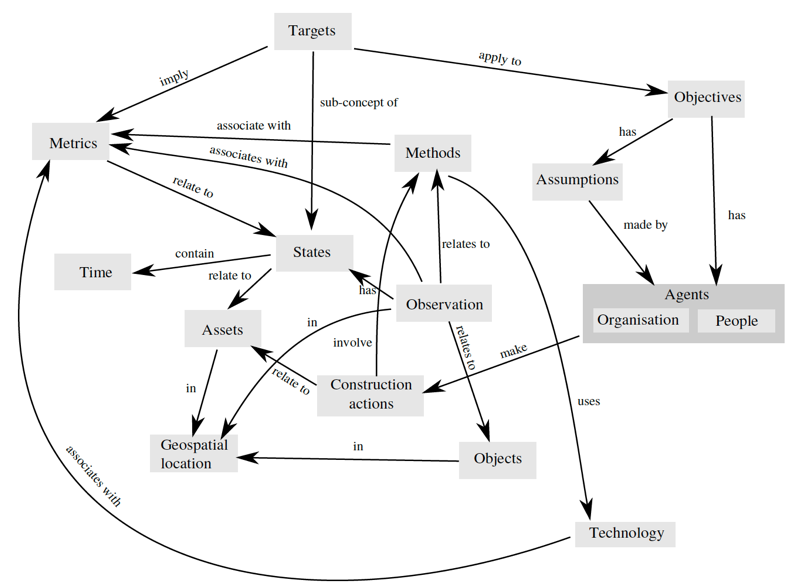 Targets
imply
apply to
sub-concept of
Objectives
Metrics
associate with
has
Methods
associates with
Assumptions
relate to
made by
has
relates to
States
contain
Time
relate to
Agents
has
Observation
Organisation
People
Assets
in
relates to
involve
make
relate to
in
Construction
actions
uses
Geospatial
location
in
Objects
associates with
Technology